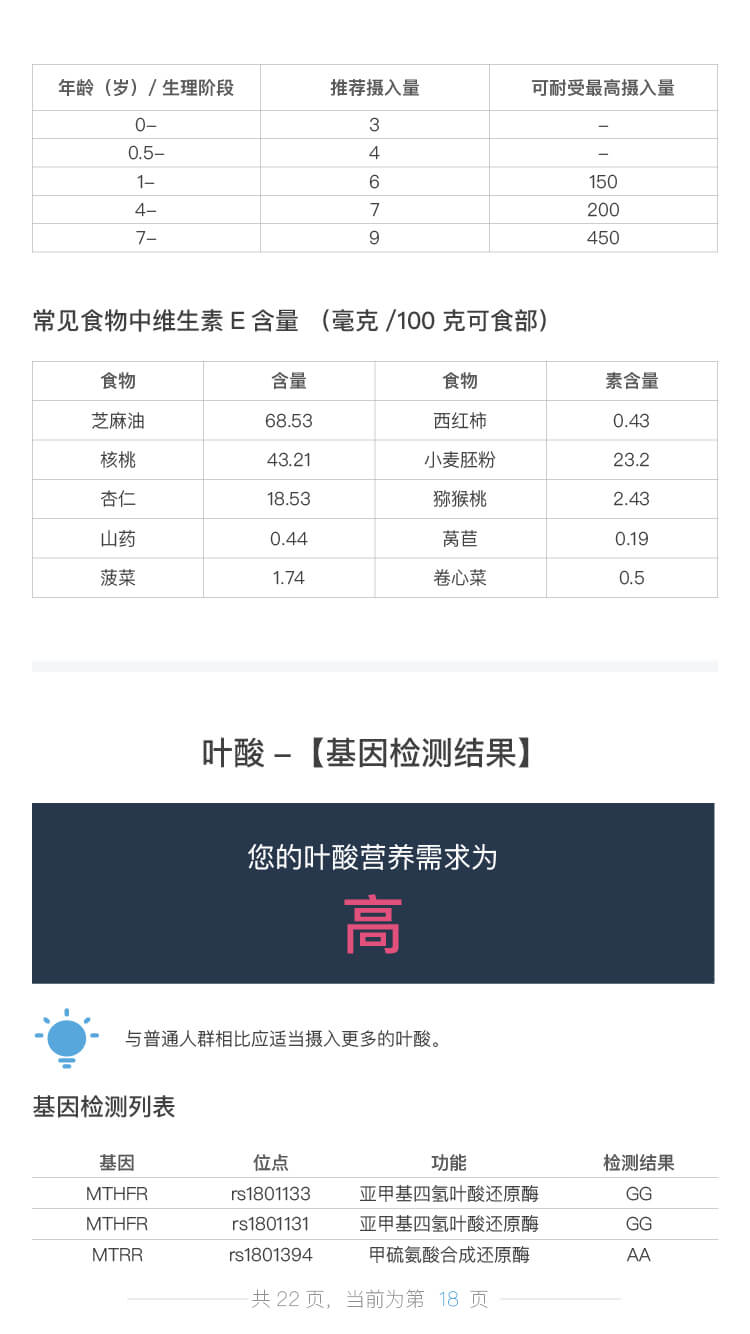 年龄（岁）/ 生理阶段 推荐摄入量 可耐受最高摄入量
0– 3 –
0.5– 4 –
1– 6 150
4– 7 200
7– 9 450
常见食物中维生素 E 含量 （毫克 /100 克可食部）
食物 含量 食物 素含量
芝麻油 68.53 西红柿 0.43
核桃 43.21 小麦胚粉 23.2
杏仁 18.53 猕猴桃 2.43
山药 0.44 莴苣 0.19
菠菜 1.74 卷心菜 0.5
叶酸 –【基因检测结果】
您的叶酸营养需求为
高
与普通人群相比应适当摄入更多的叶酸。
基因检测列表
基因 位点 功能 检测结果
MTHFR rs1801133 亚甲基四氢叶酸还原酶 GG
MTHFR rs1801131 亚甲基四氢叶酸还原酶 GG
MTRR rs1801394 甲硫氨酸合成还原酶 AA
共 22 页，当前为第 18 页